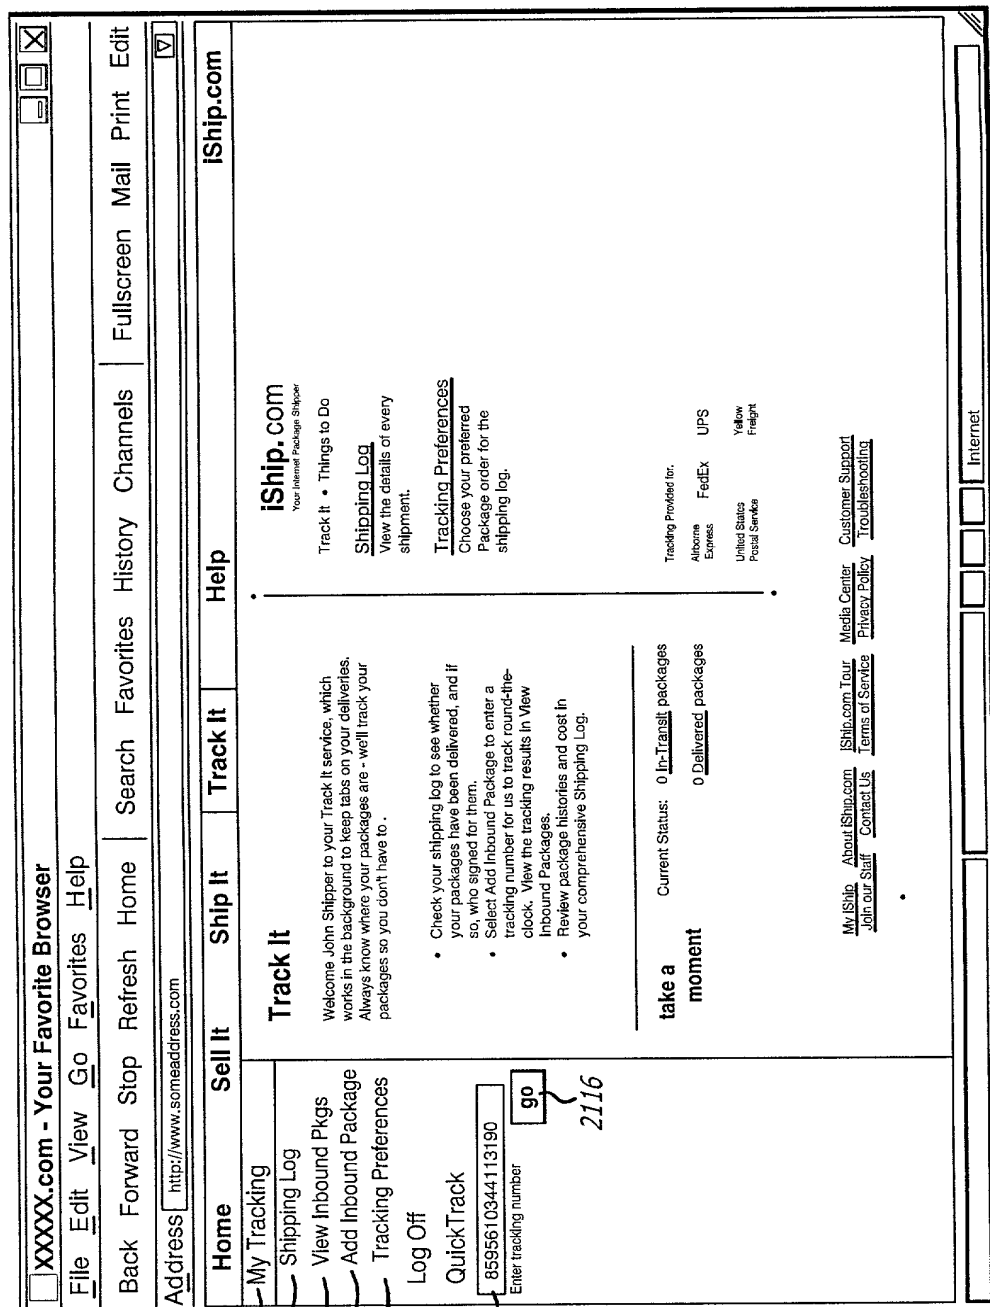 XXXXX.com - Your Favorite Browser
File Edit View Go Favorites Help
Back Forward Stop Refresh Home Search Favorites History Channels Fullscreen Mail Print Edit
Address http://www.someaddress.com
Home Sell It Ship It Track It Help iShip.com
My Tracking
Shipping Log
View Inbound Pkgs
Add Inbound Package
Tracking Preferences
Log Off
QuickTrack
8595610344113190
Enter tracking number
go
2116
Track It
Welcome John Shipper to your Track It service, which
works in the background to keep tabs on your deliveries.
Always know where your packages are - we'll track your
packages so you don't have to .
• Check your shipping log to see whether
your packages have been delivered, and if
so, who signed for them.
• Select Add Inbound Package to enter a
tracking number for us to track round-the-
clock. View the tracking results In View
Inbound Packages.
• Review package histories and cost in
your comprehensive Shipping Log.
take a
moment
Current Status: 0 In-Transit packages
0 Delivered packages
iShip.com
Your Internet Package Shipper
Track It • Things to Do
Shipping Log
View the details of every
shipment.
Tracking Preferences
Choose your preferred
Package order for the
shipping log.
Tracking Provided for.
Airborne
Express
FedEx
UPS
United States
Postal Service
Yellow
Freight
My IShip About IShip.com IShip.com Tour Media Center Customer Support
Join our Staff Contact Us Terms of Service Privacy Policy Troubleshooting
Internet